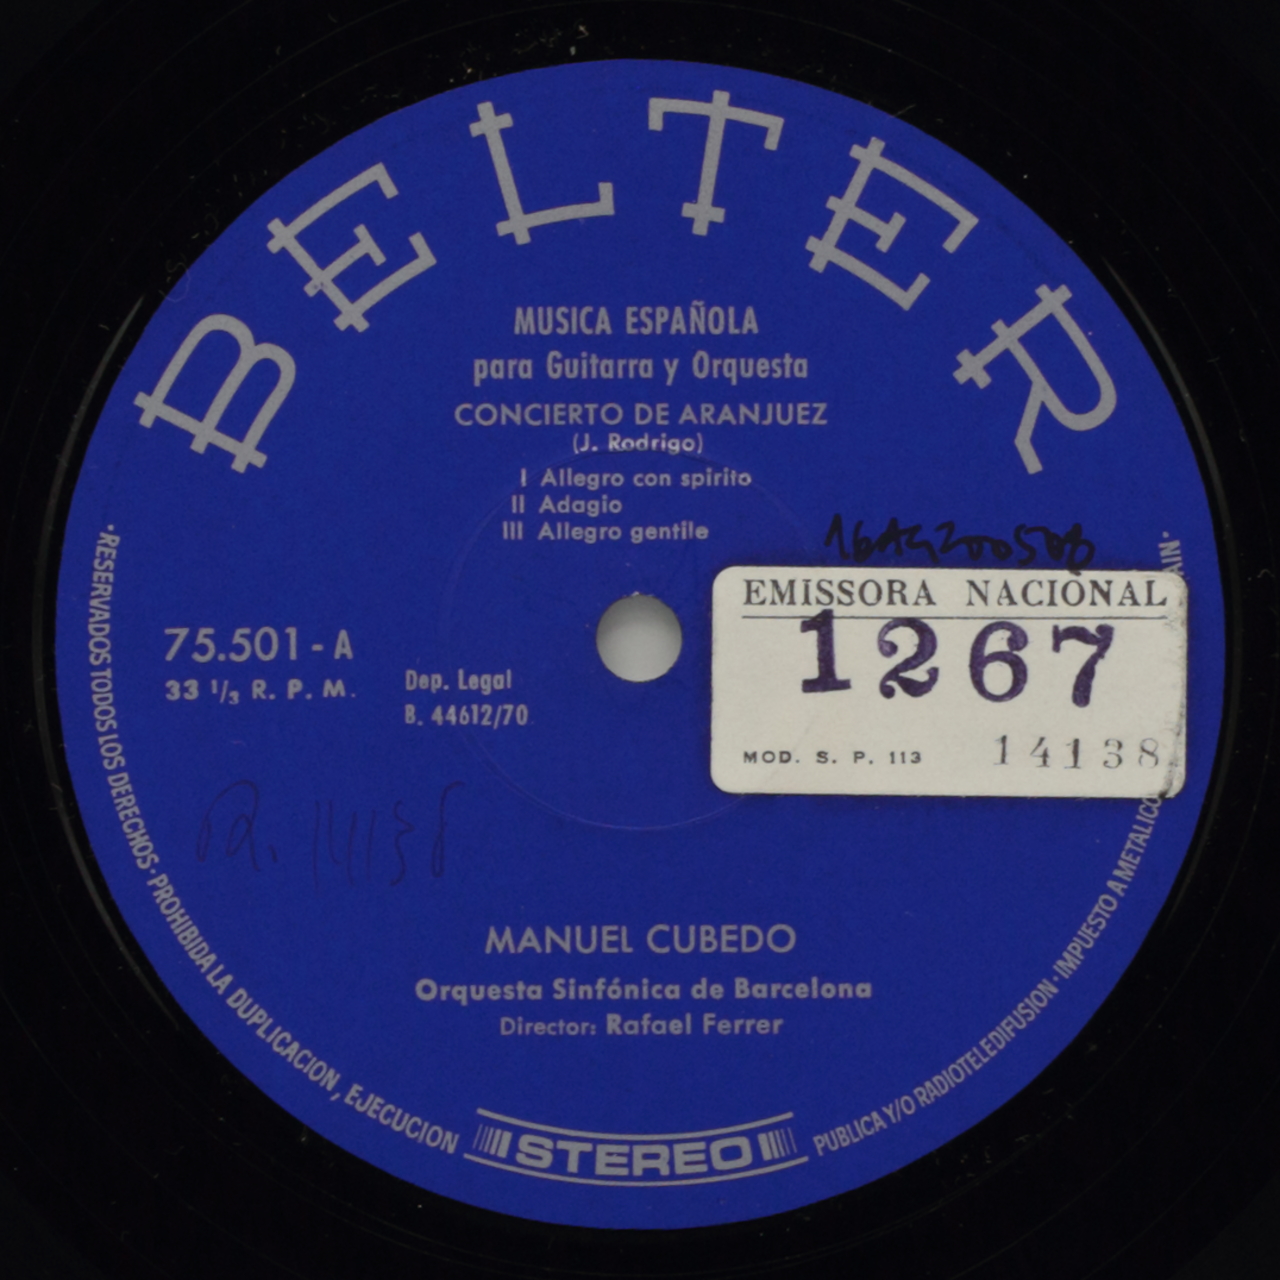 BELTER
MUSICA ESPAÑOLA
para Guitarra y Orquesta
CONCIERTO DE ARANJUEZ
(J. Rodrigo)
I Allegro con spirito
II Adagio
III Allegro gentile
EMISSORA NACIONAL
1267
MOD. S. P. 113 14138
75.501 - A
33 1/3 R. P. M.
Dep. Legal
B. 44612/70
MANUEL CUBEDO
Orquesta Sinfónica de Barcelona
Director: Rafael Ferrer
STEREO
·RESERVADOS TODOS LOS DERECHOS·PROHIBIDA LA DUPLICACION, EJECUCION
PUBLICA Y/O RADIOTELEDIFUSION·IMPUESTO A METALICO